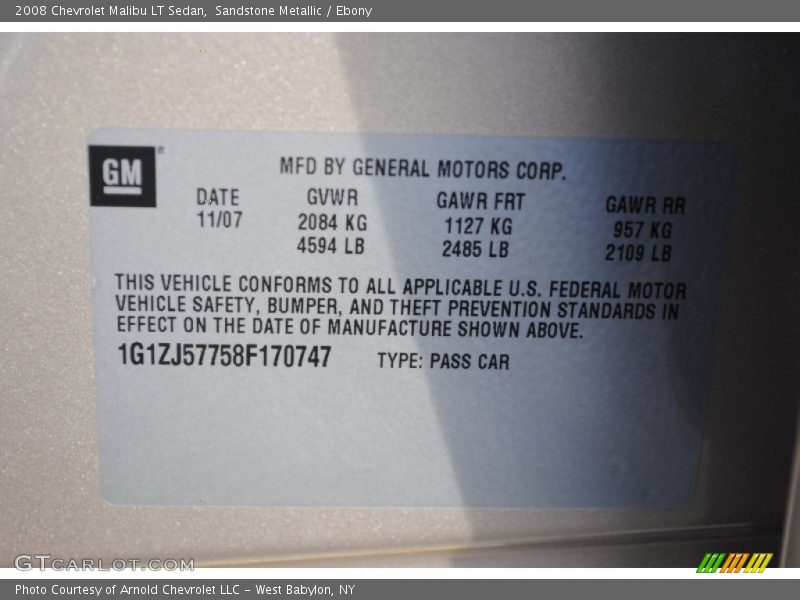 2008 Chevrolet Malibu LT Sedan, Sandstone Metallic / Ebony
GM
MFD BY GENERAL MOTORS CORP.
DATE GVWR GAWR FRT GAWR RR
11/07 2084 KG 1127 KG 957 KG
4594 LB 2485 LB 2109 LB
THIS VEHICLE CONFORMS TO ALL APPLICABLE U.S. FEDERAL MOTOR
VEHICLE SAFETY, BUMPER, AND THEFT PREVENTION STANDARDS IN
EFFECT ON THE DATE OF MANUFACTURE SHOWN ABOVE.
1G1ZJ57758F170747 TYPE: PASS CAR
GTCARLOT.COM
Photo Courtesy of Arnold Chevrolet LLC - West Babylon, NY